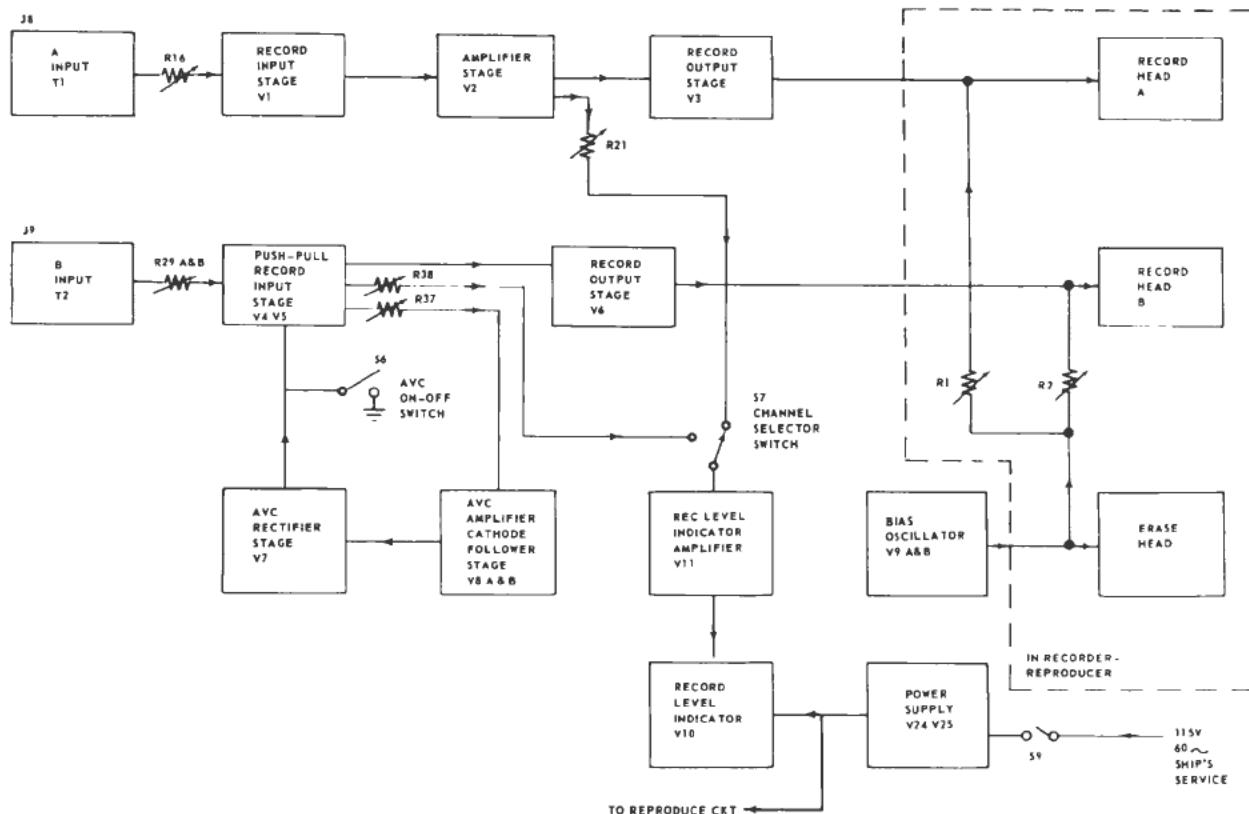 J8
A
INPUT
T1
R16
RECORD
INPUT
STAGE
V1
AMPLIFIER
STAGE
V2
RECORD
OUTPUT
STAGE
V3
RECORD
HEAD
A
R21
J9
B
INPUT
T2
R29 A&B
PUSH-PULL
RECORD
INPUT
STAGE
V4 V5
R38
R37
RECORD
OUTPUT
STAGE
V6
RECORD
HEAD
B
R1
R2
S6
AVC
ON-OFF
SWITCH
S7
CHANNEL
SELECTOR
SWITCH
AVC
RECTIFIER
STAGE
V7
AVC
AMPLIFIER
CATHODE
FOLLOWER
STAGE
V8 A & B
REC LEVEL
INDICATOR
AMPLIFIER
V11
BIAS
OSCILLATOR
V9 A&B
ERASE
HEAD
IN RECORDER-
REPRODUCER
RECORD
LEVEL
INDICATOR
V10
POWER
SUPPLY
V24 V25
S9
115V
60~
SHIP'S
SERVICE
TO REPRODUCE CKT